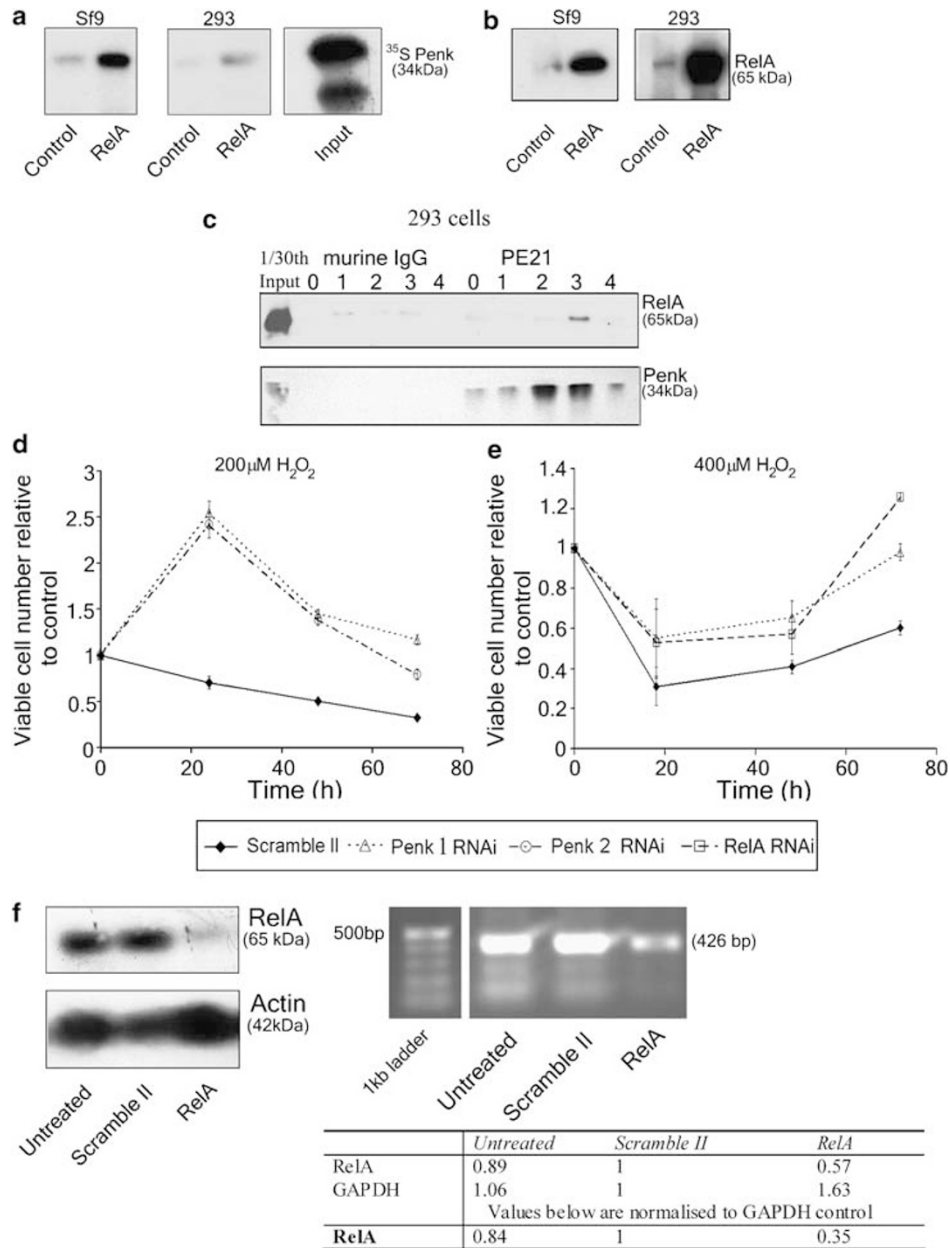 a
Sf9
293
35S Penk
(34kDa)
Control
RelA
Control
RelA
Input
b
Sf9
293
RelA
(65 kDa)
Control
RelA
Control
RelA
c
293 cells
1/30th murine IgG PE21
Input 0 1 2 3 4 0 1 2 3 4
RelA
(65kDa)
Penk
(34kDa)
d
200μM H2O2
Viable cell number relative
to control
3
2.5
2
1.5
1
0.5
0
0 20 40 60 80
Time (h)
e
400μM H2O2
Viable cell number relative
to control
1.4
1.2
1
0.8
0.6
0.4
0.2
0
0 20 40 60 80
Time (h)
Scramble II Penk 1 RNAi Penk 2 RNAi RelA RNAi
f
RelA
(65 kDa)
Actin
(42kDa)
Untreated
Scramble II
RelA
500bp
(426 bp)
1kb ladder
Untreated
Scramble II
RelA
Untreated Scramble II RelA
RelA 0.89 1 0.57
GAPDH 1.06 1 1.63
Values below are normalised to GAPDH control
RelA 0.84 1 0.35